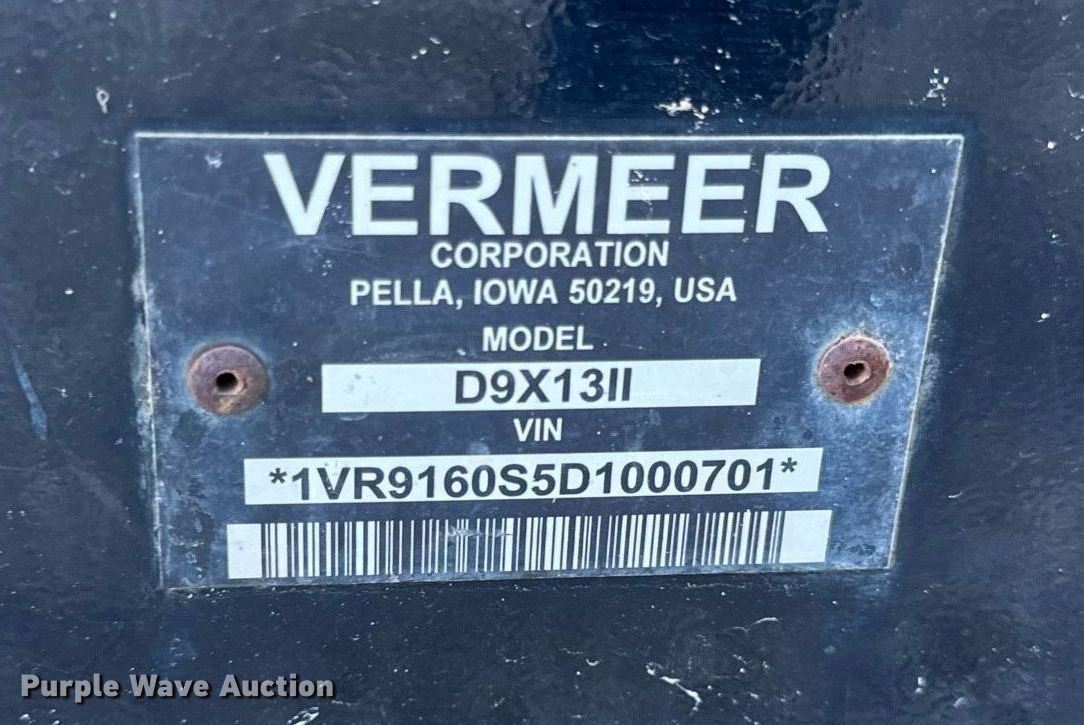 VERMEER
CORPORATION
PELLA, IOWA 50219, USA
MODEL
D9X13II
VIN
*1VR9160S5D1000701*
Purple Wave Auction